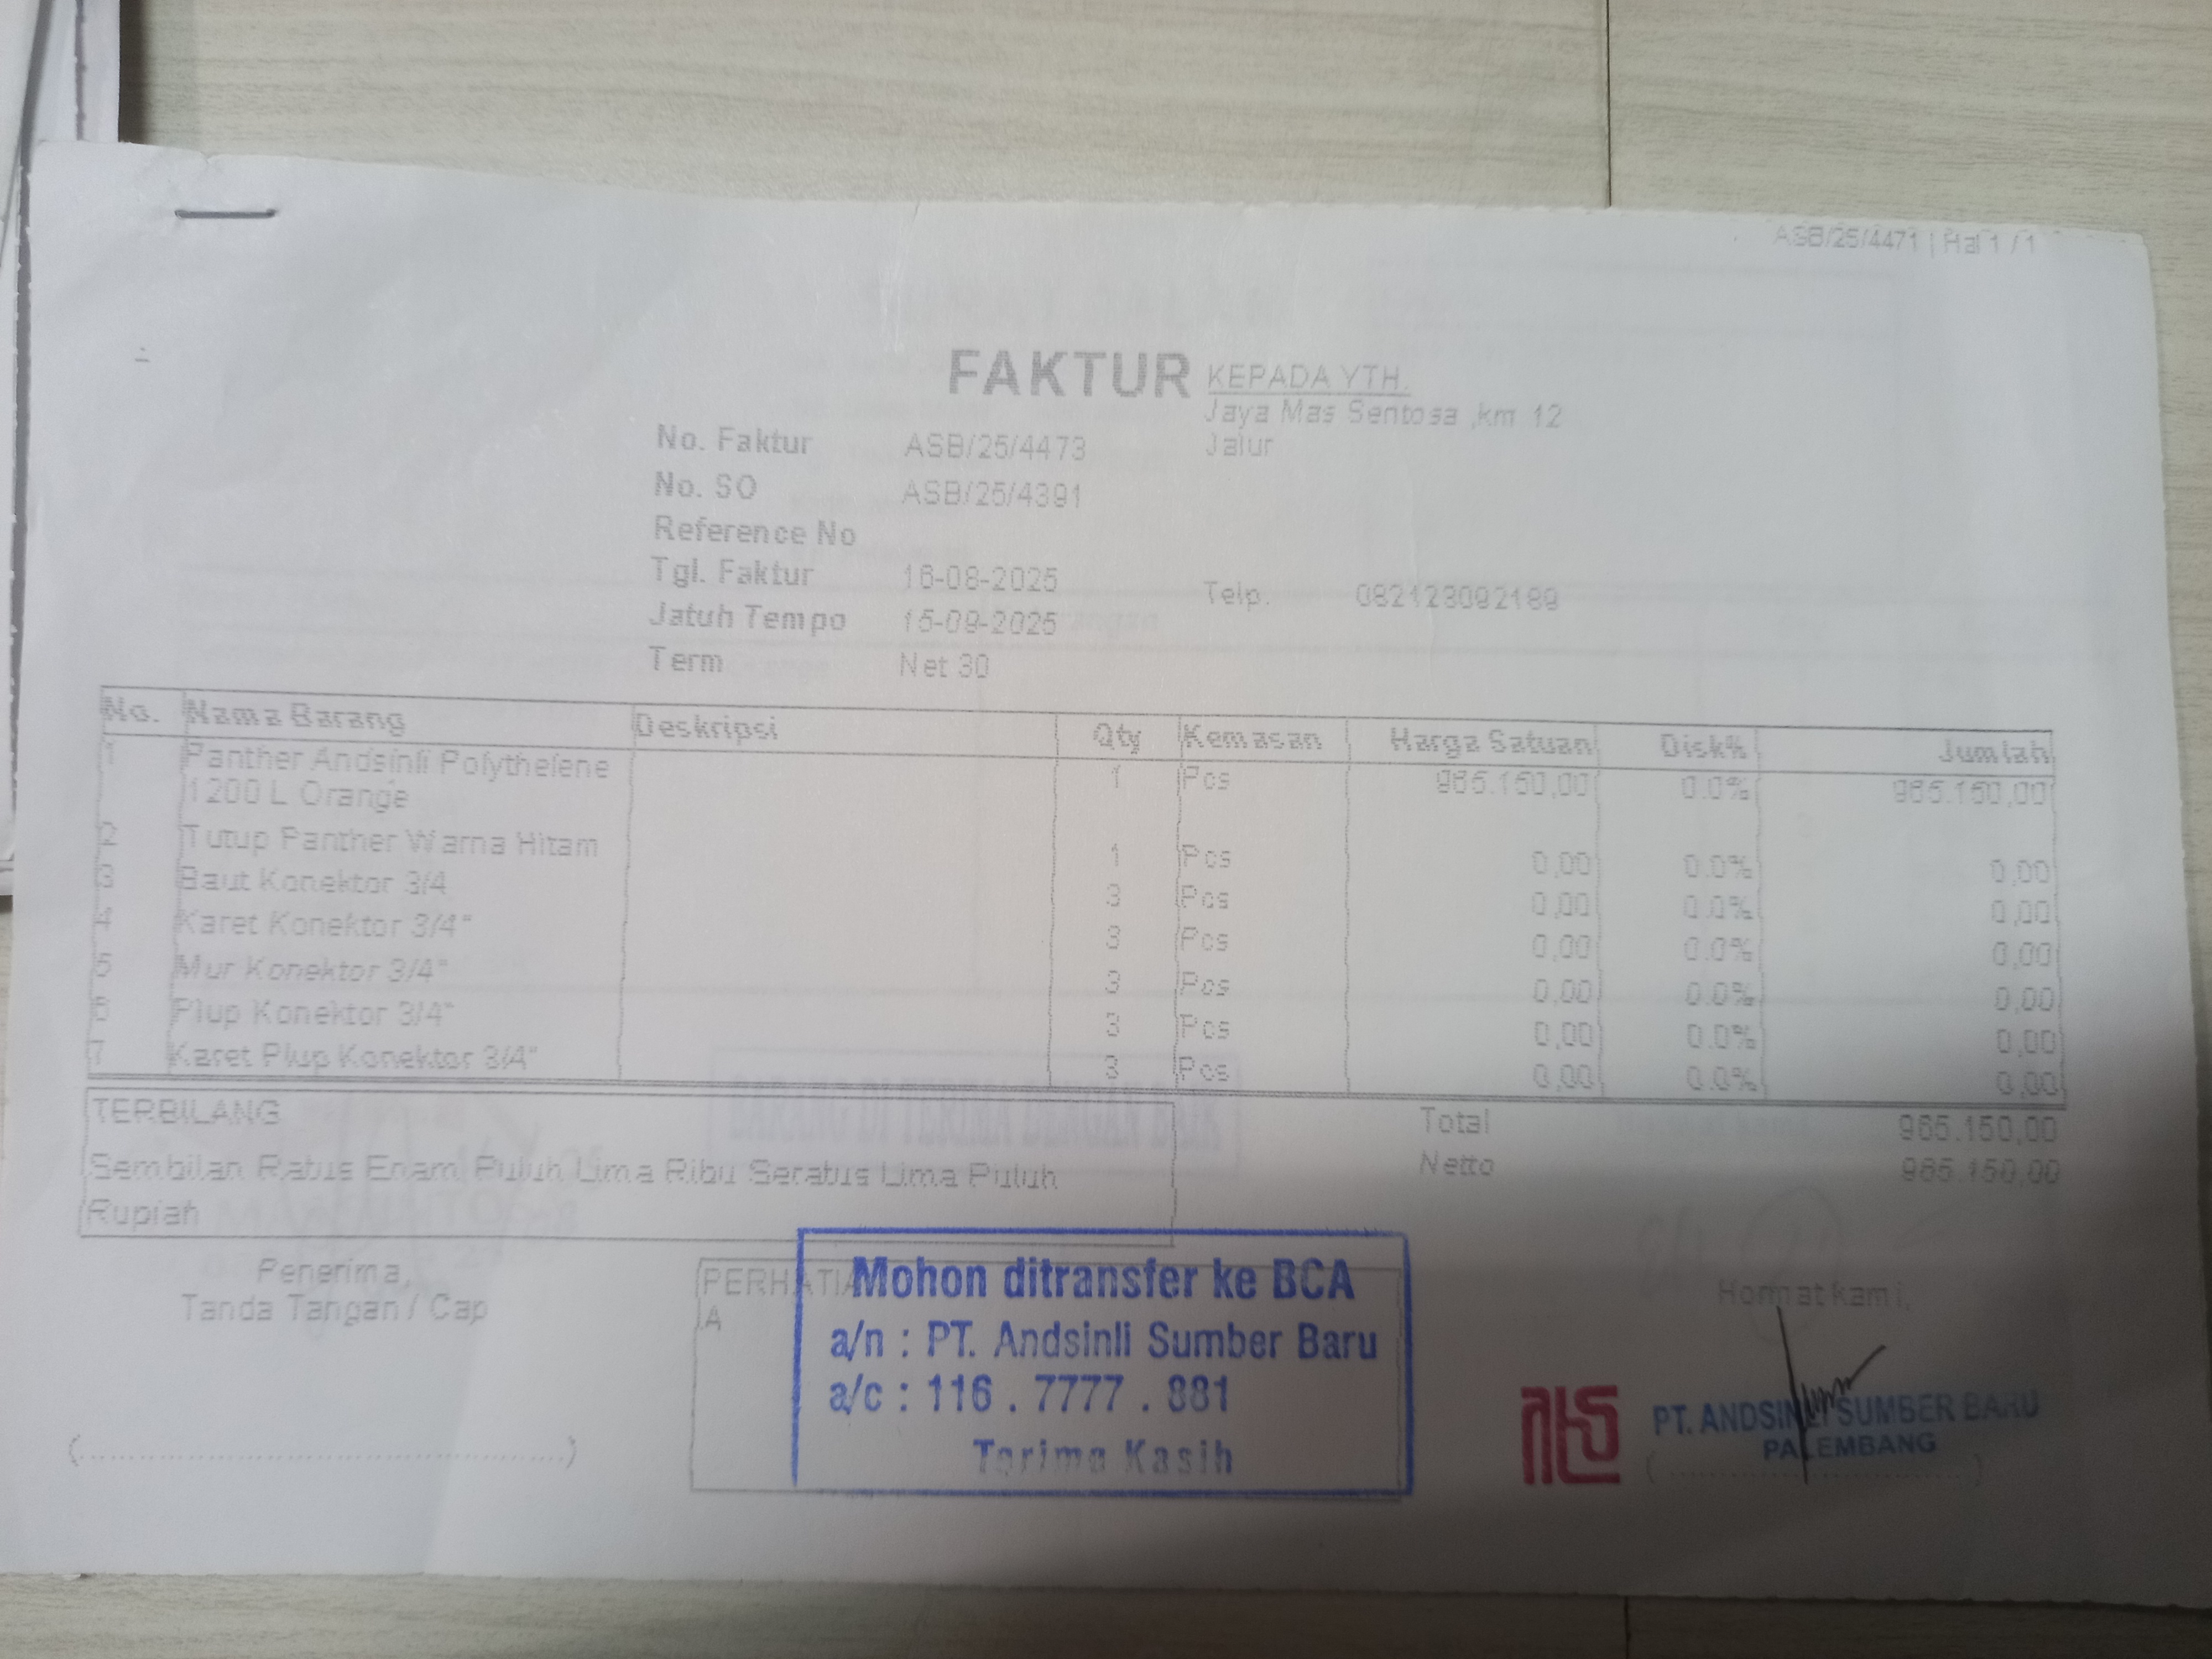 ASB/25/4471 | Hal 1 / 1
FAKTUR
KEPADA YTH.
Jaya Mas Sentosa ,km 12
Jalur
No. Faktur ASB/25/4473
No. SO ASB/25/4391
Reference No
Tgl. Faktur 16-08-2025
Telp. 082123092189
Jatuh Tempo 15-09-2025
Term Net 30
No. Nama Barang Deskripsi Qty Kemasan Harga Satuan Disk% Jumlah
1 Panther Andsinli Polythelene 1 Pcs 965.150,00 0.0% 965.150,00
1200 L Orange
2 Tutup Panther Warna Hitam 1 Pcs 0,00 0.0% 0,00
3 Baut Konektor 3/4 3 Pcs 0,00 0.0% 0,00
4 Karet Konektor 3/4" 3 Pcs 0,00 0.0% 0,00
5 Mur Konektor 3/4" 3 Pcs 0,00 0.0% 0,00
6 Plup Konektor 3/4" 3 Pcs 0,00 0.0% 0,00
7 Karet Plup Konektor 3/4" 3 Pcs 0,00 0.0% 0,00
TERBILANG
Sembilan Ratus Enam Puluh Lima Ribu Seratus Lima Puluh
Rupiah
Total 965.150,00
Netto 965.150,00
Penerima,
Tanda Tangan / Cap
PERHATIA
A
Mohon ditransfer ke BCA
a/n : PT. Andsinli Sumber Baru
a/c : 116 . 7777 . 881
Terima Kasih
Hormat kami,
PT. ANDSINLI SUMBER BARU
PALEMBANG